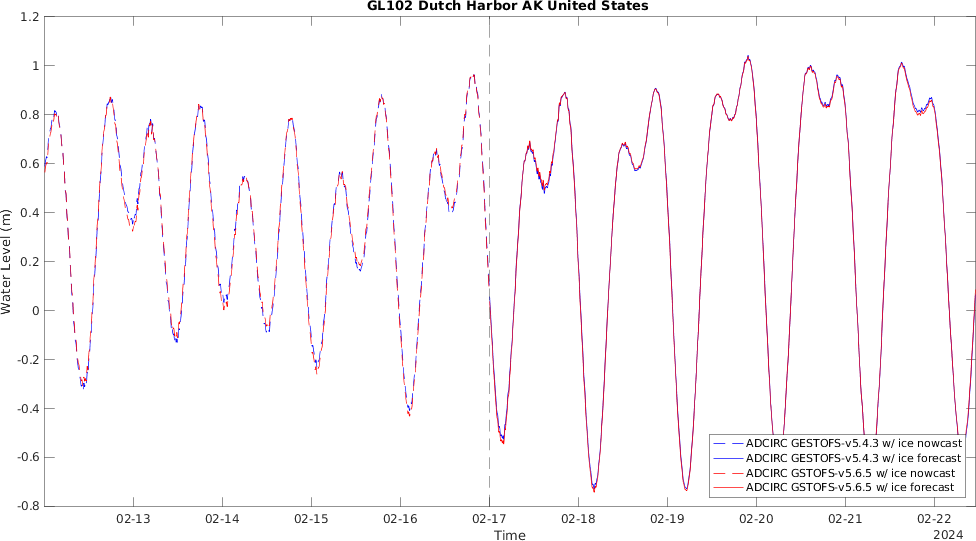 GL102 Dutch Harbor AK United States
1.2
1
0.8
0.6
0.4
0.2
0
-0.2
-0.4
-0.6
-0.8
Water Level (m)
ADCIRC GESTOFS-v5.4.3 w/ ice nowcast
ADCIRC GESTOFS-v5.4.3 w/ ice forecast
ADCIRC GSTOFS-v5.6.5 w/ ice nowcast
ADCIRC GSTOFS-v5.6.5 w/ ice forecast
02-13 02-14 02-15 02-16 02-17 02-18 02-19 02-20 02-21 02-22
Time 2024